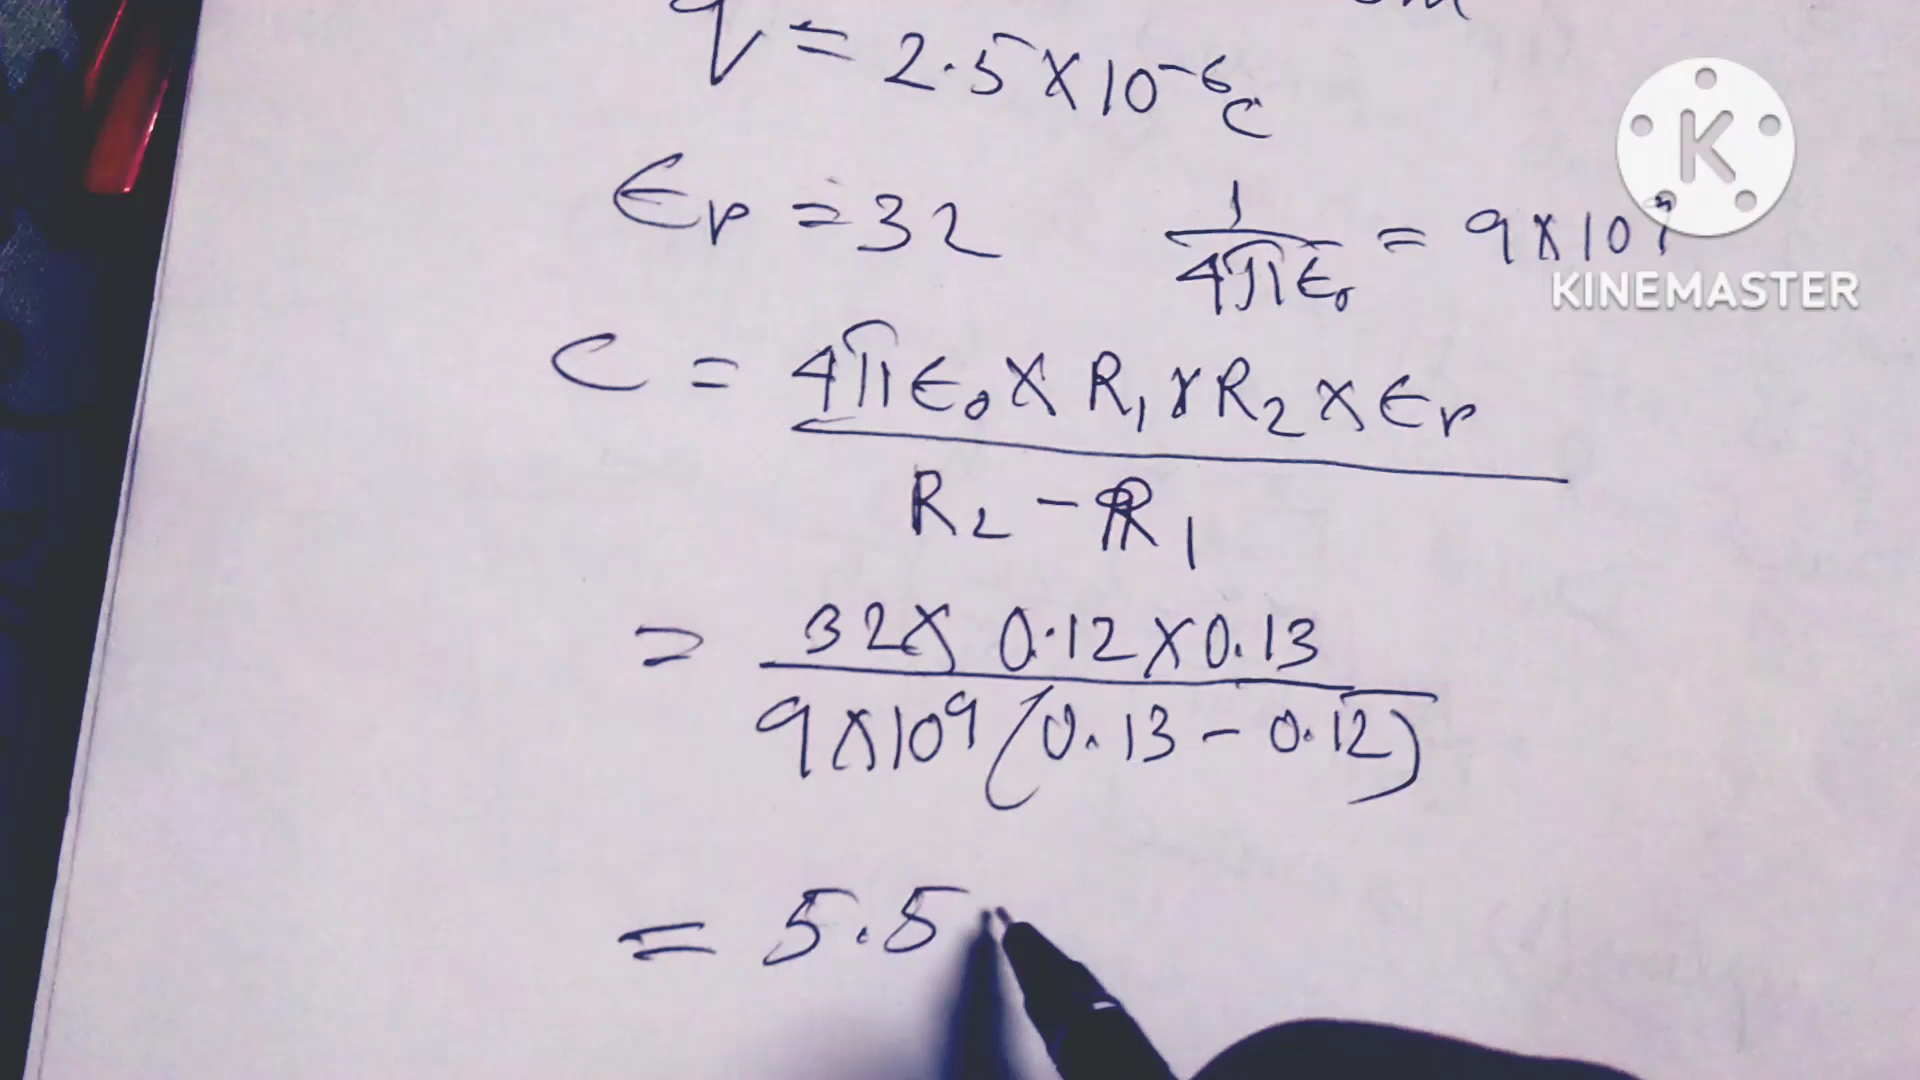 q = 2.5 × 10⁻⁶ C
K
ϵr = 32 1/4πϵ₀ = 9 × 10⁹
KINEMASTER
C = 4πϵ₀ × R₁ × R₂ × ϵr
R₂ - R₁
= 32 × 0.12 × 0.13
9 × 10⁹ (0.13 - 0.12)
= 5.5